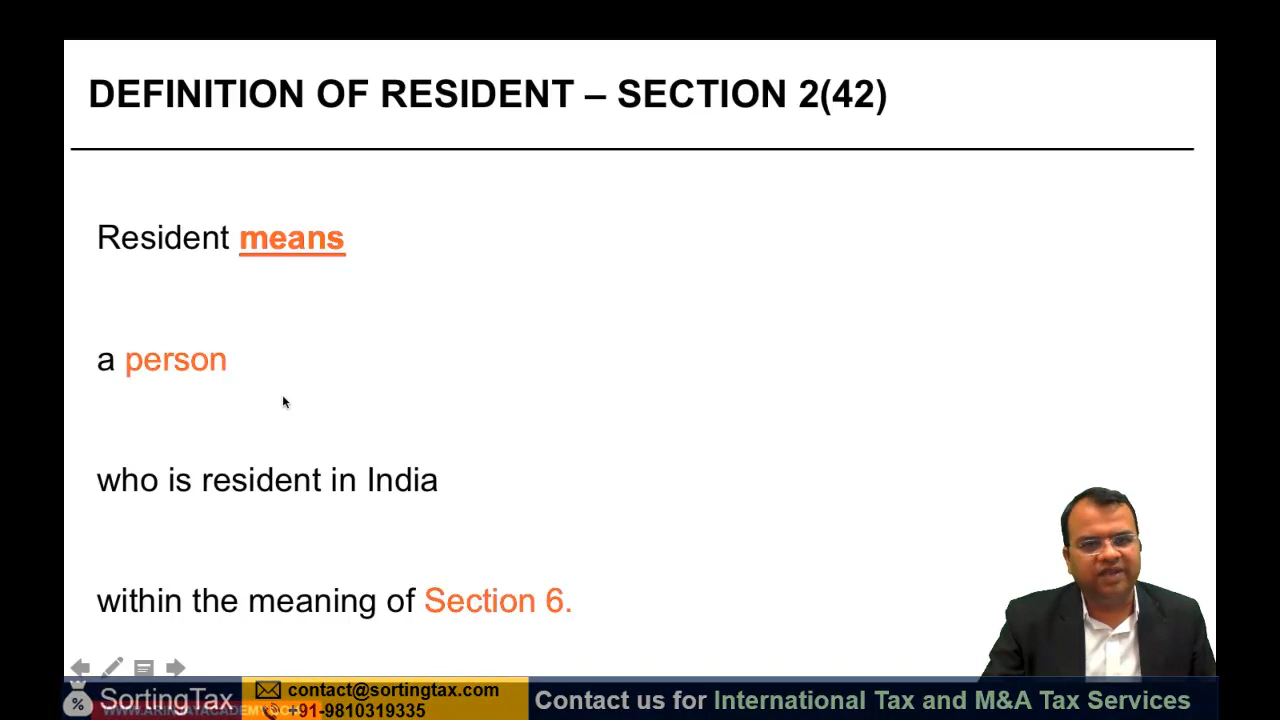 DEFINITION OF RESIDENT – SECTION 2(42)
Resident means
a person
who is resident in India
within the meaning of Section 6.
SortingTax
contact@sortingtax.com
+91-9810319335
Contact us for International Tax and M&A Tax Services